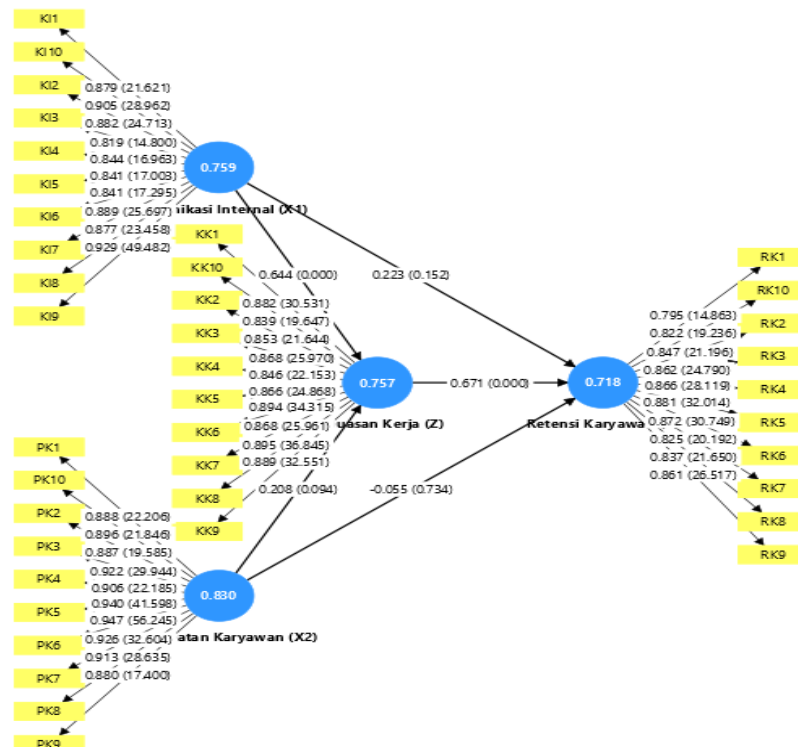 KI1
KI10
KI2
KI3
KI4
KI5
KI6
KI7
KI8
KI9
0.879 (21.621)
0.905 (28.962)
0.882 (24.713)
0.819 (14.800)
0.844 (16.963)
0.841 (17.003)
0.841 (17.295)
0.889 (25.697)
0.877 (23.458)
0.929 (49.482)
0.759
nikasi Internal (X1)
0.644 (0.000)
0.223 (0.152)
KK1
KK10
KK2
KK3
KK4
KK5
KK6
KK7
KK8
KK9
0.882 (30.531)
0.839 (19.647)
0.853 (21.644)
0.868 (25.970)
0.846 (22.153)
0.866 (24.868)
0.894 (34.315)
0.868 (25.961)
0.895 (36.845)
0.889 (32.551)
0.757
uasan Kerja (Z)
0.671 (0.000)
0.208 (0.094)
-0.055 (0.734)
0.718
Retensi Karyawa
0.795 (14.863)
0.822 (19.236)
0.847 (21.196)
0.862 (24.790)
0.866 (28.119)
0.881 (32.014)
0.872 (30.749)
0.825 (20.192)
0.837 (21.650)
0.861 (26.517)
RK1
RK10
RK2
RK3
RK4
RK5
RK6
RK7
RK8
RK9
PK1
PK10
PK2
PK3
PK4
PK5
PK6
PK7
PK8
PK9
0.888 (22.206)
0.896 (21.846)
0.887 (19.585)
0.922 (29.944)
0.906 (22.185)
0.940 (41.598)
0.947 (56.245)
0.926 (32.604)
0.913 (28.635)
0.880 (17.400)
0.830
atan Karyawan (X2)